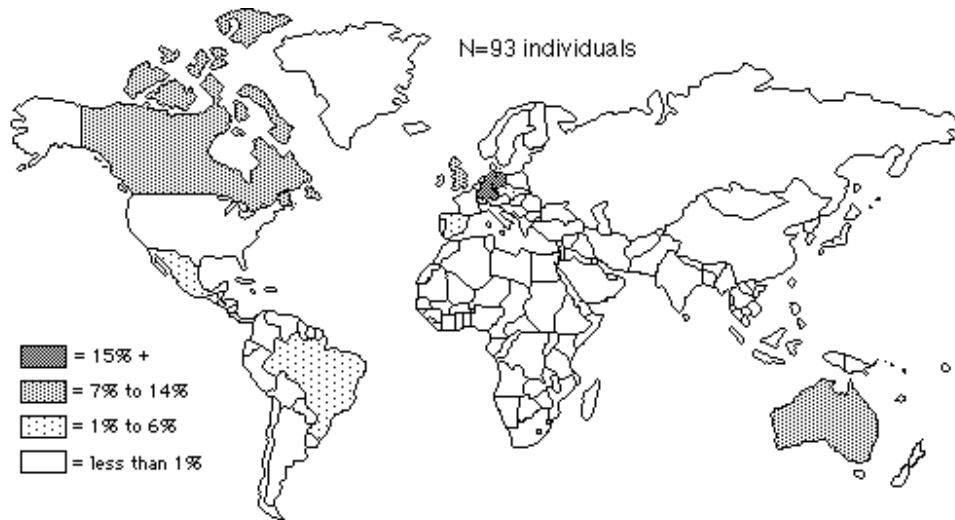 N=93 individuals
= 15% +
= 7% to 14%
= 1% to 6%
= less than 1%